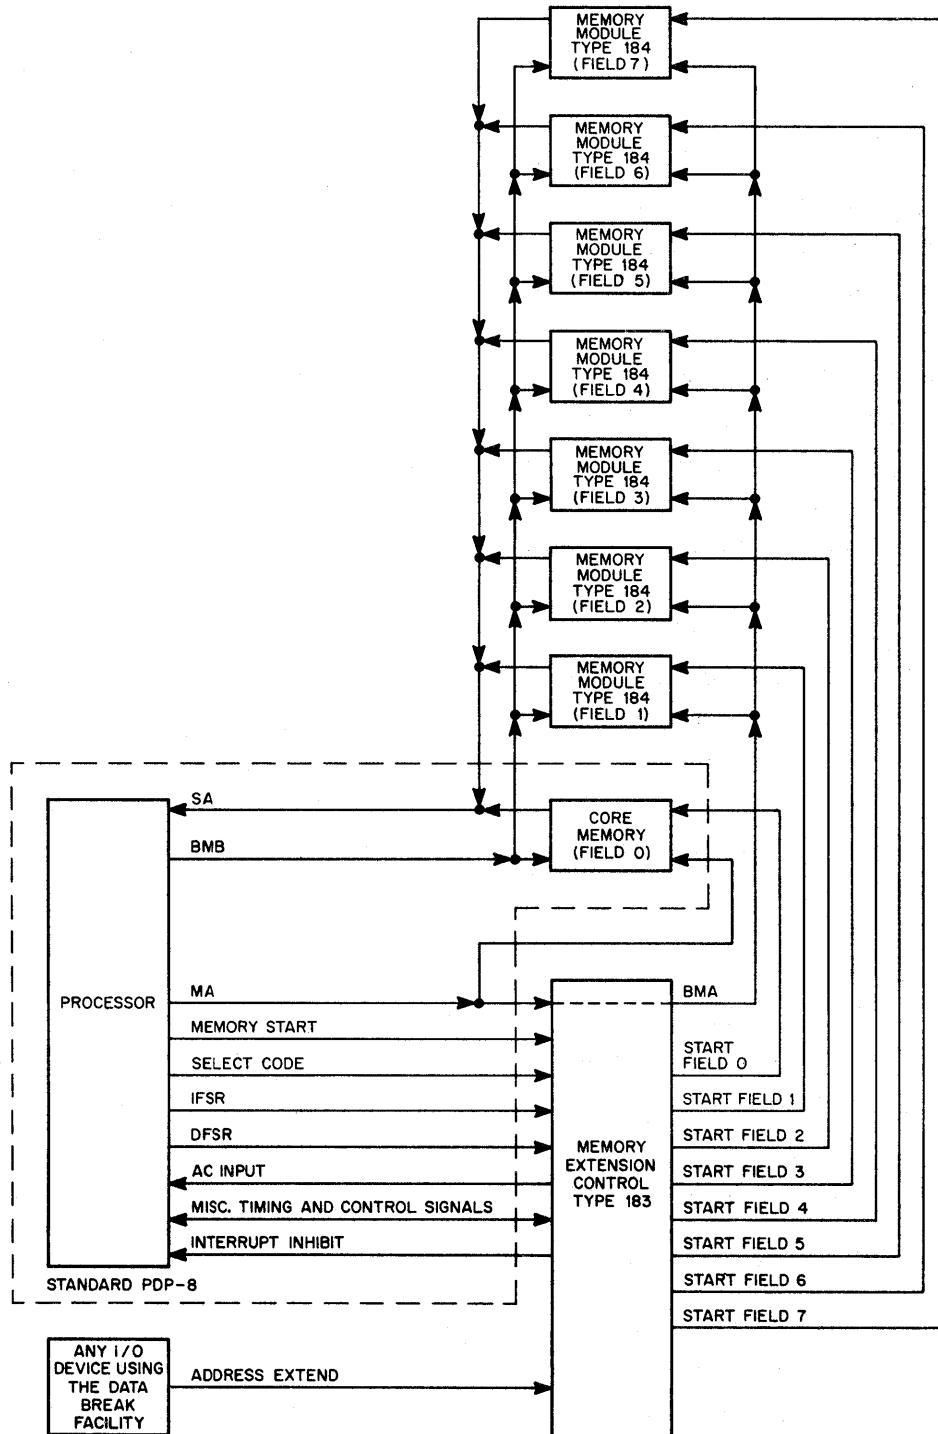 MEMORY
MODULE
TYPE 184
(FIELD 7)
MEMORY
MODULE
TYPE 184
(FIELD 6)
MEMORY
MODULE
TYPE 184
(FIELD 5)
MEMORY
MODULE
TYPE 184
(FIELD 4)
MEMORY
MODULE
TYPE 184
(FIELD 3)
MEMORY
MODULE
TYPE 184
(FIELD 2)
MEMORY
MODULE
TYPE 184
(FIELD 1)
CORE
MEMORY
(FIELD 0)
SA
BMB
PROCESSOR
MA
MEMORY START
SELECT CODE
IFSR
DFSR
AC INPUT
MISC. TIMING AND CONTROL SIGNALS
INTERRUPT INHIBIT
STANDARD PDP-8
MEMORY
EXTENSION
CONTROL
TYPE 183
BMA
START
FIELD 0
START FIELD 1
START FIELD 2
START FIELD 3
START FIELD 4
START FIELD 5
START FIELD 6
START FIELD 7
ANY I/O
DEVICE USING
THE DATA
BREAK
FACILITY
ADDRESS EXTEND